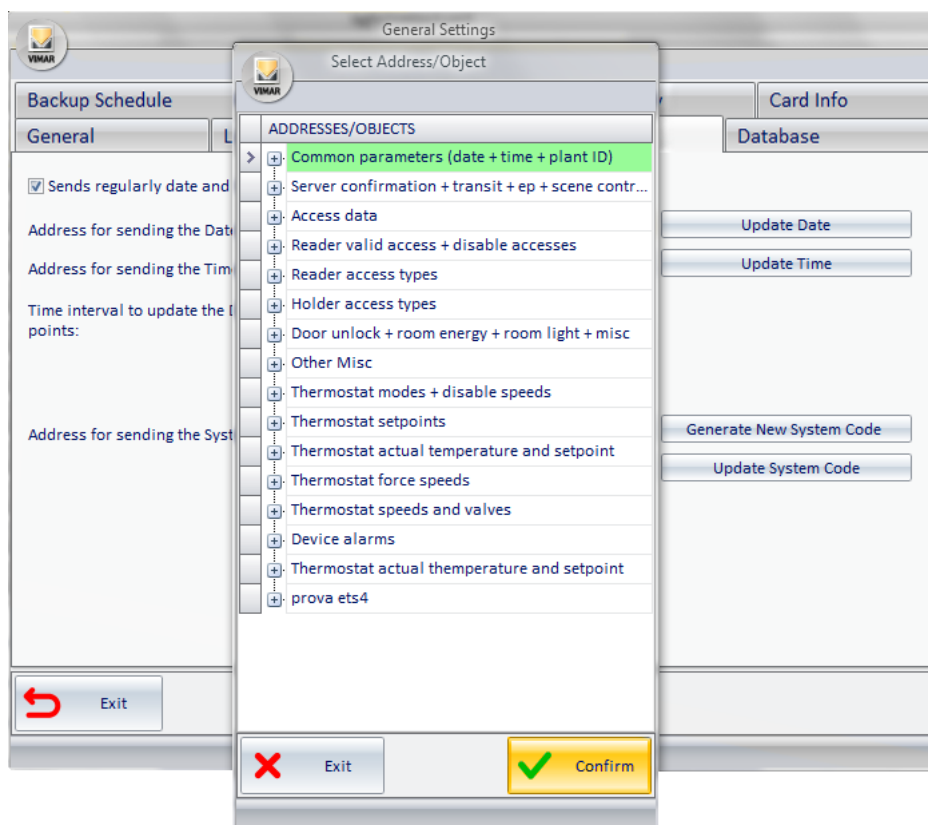 General Settings
VIMAR
Select Address/Object
VIMAR
Backup Schedule
Card Info
General
Database
ADDRESSES/OBJECTS
Common parameters (date + time + plant ID)
Server confirmation + transit + ep + scene contr...
Access data
Reader valid access + disable accesses
Reader access types
Holder access types
Door unlock + room energy + room light + misc
Other Misc
Thermostat modes + disable speeds
Thermostat setpoints
Thermostat actual temperature and setpoint
Thermostat force speeds
Thermostat speeds and valves
Device alarms
Thermostat actual themperature and setpoint
prova ets4
Sends regularly date and
Address for sending the Date
Update Date
Address for sending the Time
Update Time
Time interval to update the
points:
Address for sending the Syst
Generate New System Code
Update System Code
Exit
Exit
Confirm